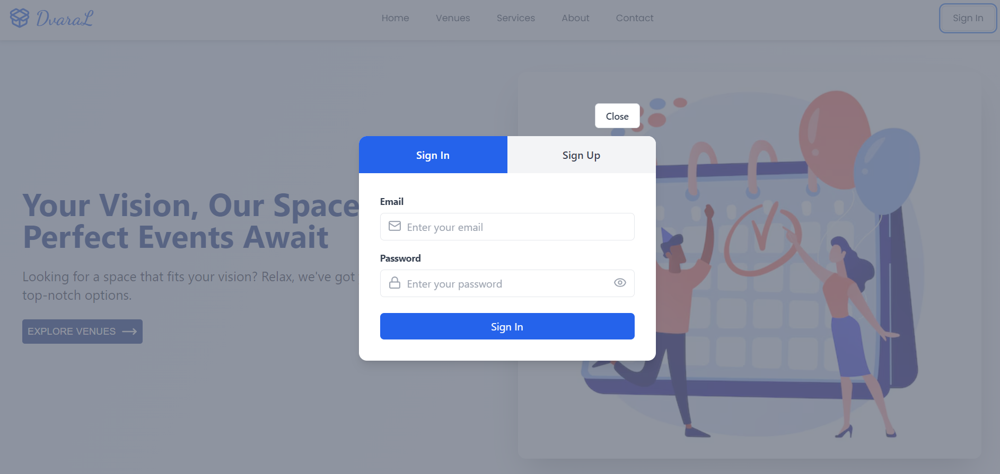 DvaraL
Home Venues Services About Contact
Sign In
Close
Sign In Sign Up
Your Vision, Our Space
Perfect Events Await
Looking for a space that fits your vision? Relax, we've got
top-notch options.
EXPLORE VENUES
Email
Enter your email
Password
Enter your password
Sign In